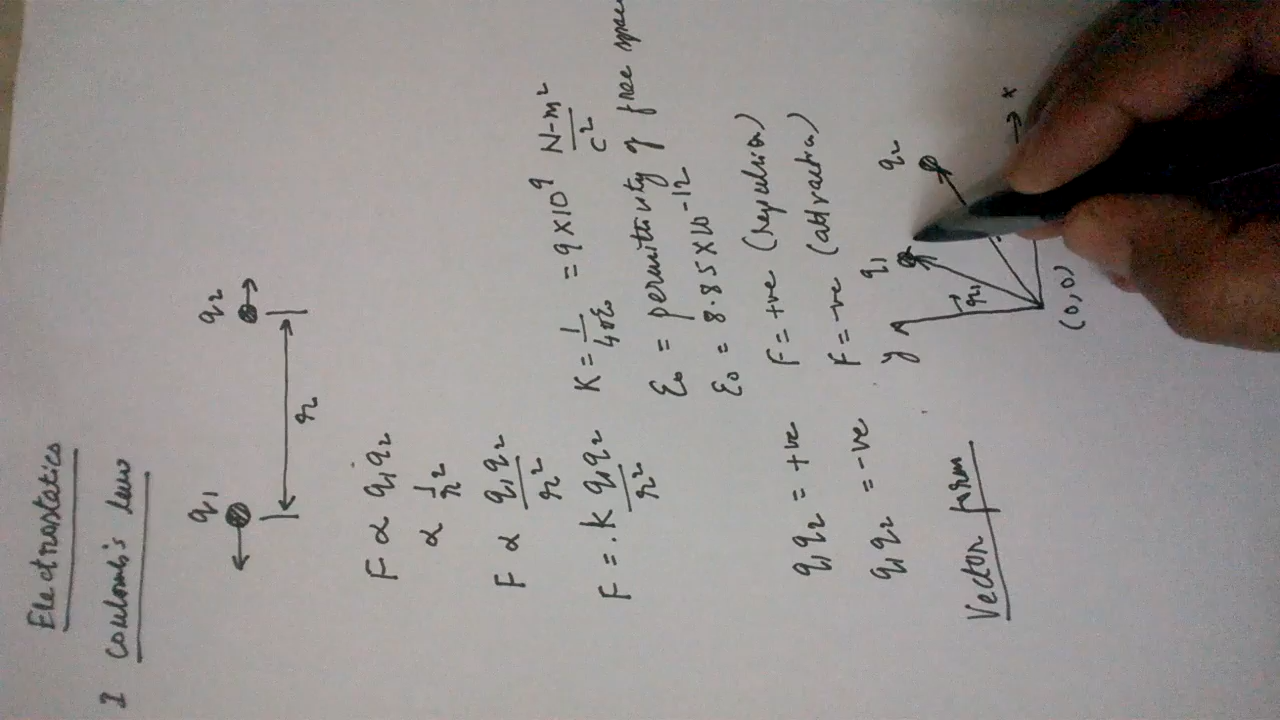 Electrostatics
1 Coulomb's law
q₁ q₂
r
F ∝ q₁q₂
∝ 1/r²
F ∝ q₁q₂/r²
F = K q₁q₂/r² K = 1/4πε₀ = 9×10⁹ N-m²/C²
ε₀ = permittivity of free space
ε₀ = 8.85×10⁻¹²
q₁q₂ = +ve F = +ve (repulsion)
q₁q₂ = -ve F = -ve (attraction)
Vector form
y q₁ q₂
r₁ x
(0,0)